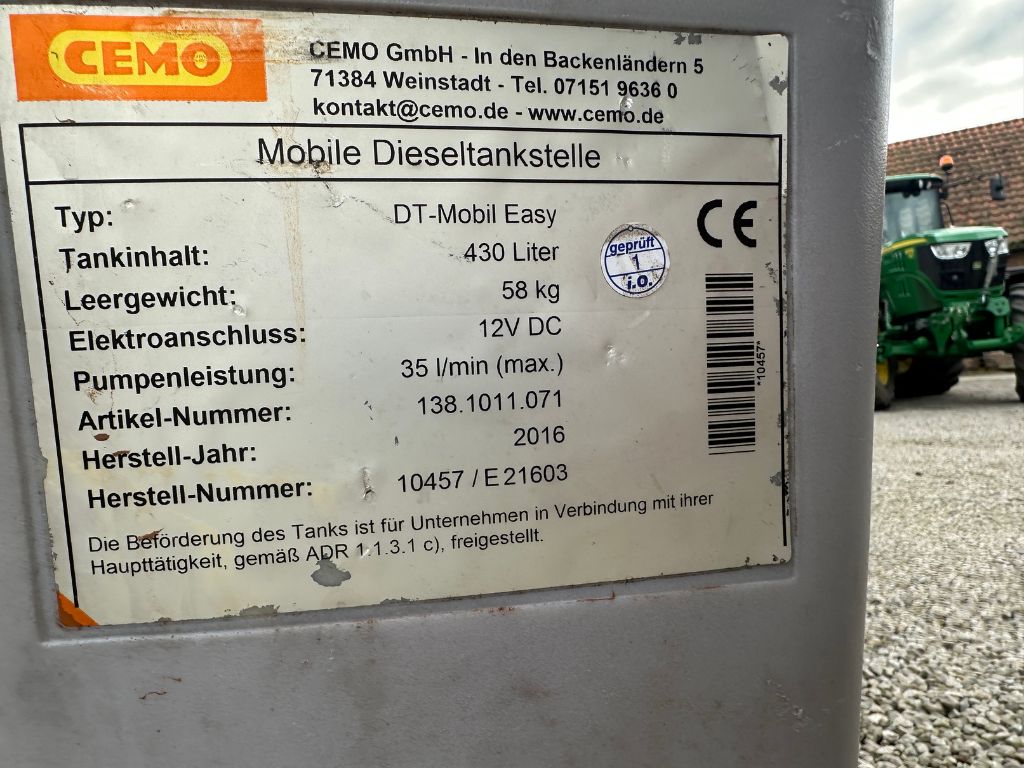 CEMO
CEMO GmbH - In den Backenländern 5
71384 Weinstadt - Tel. 07151 9636 0
kontakt@cemo.de - www.cemo.de
Mobile Dieseltankstelle
Typ: DT-Mobil Easy
Tankinhalt: 430 Liter
Leergewicht: 58 kg
Elektroanschluss: 12V DC
Pumpenleistung: 35 l/min (max.)
Artikel-Nummer: 138.1011.071
Herstell-Jahr: 2016
Herstell-Nummer: 10457 / E 21603
Die Beförderung des Tanks ist für Unternehmen in Verbindung mit ihrer
Haupttätigkeit, gemäß ADR 1.1.3.1 c), freigestellt.
geprüft
1
i.o.
CE
*10457*